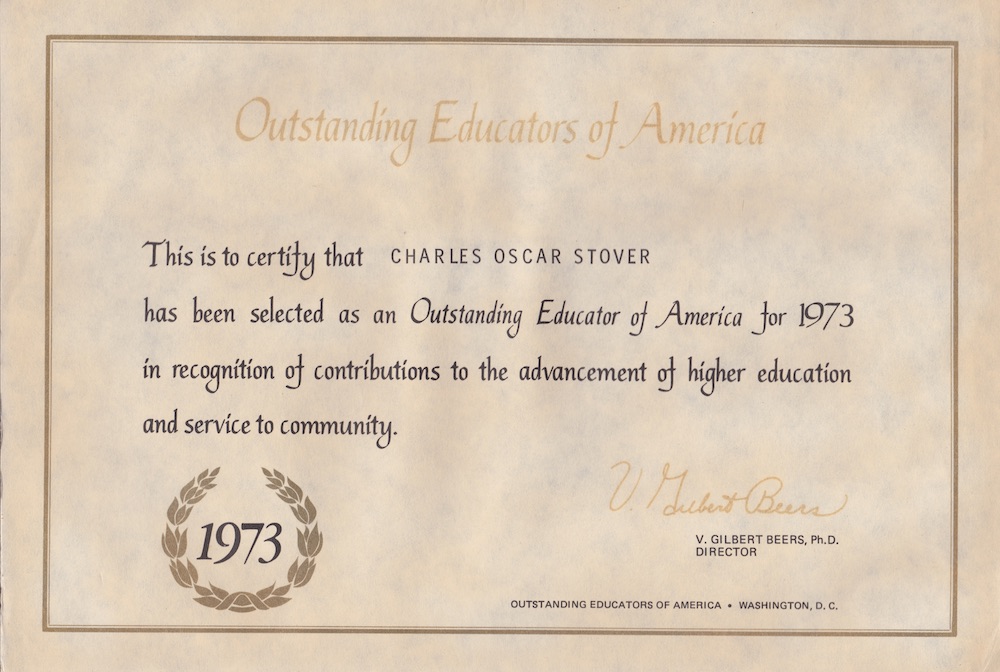 Outstanding Educators of America
This is to certify that CHARLES OSCAR STOVER
has been selected as an Outstanding Educator of America for 1973
in recognition of contributions to the advancement of higher education
and service to community.
1973
V. Gilbert Beers
V. GILBERT BEERS, Ph.D.
DIRECTOR
OUTSTANDING EDUCATORS OF AMERICA • WASHINGTON, D. C.